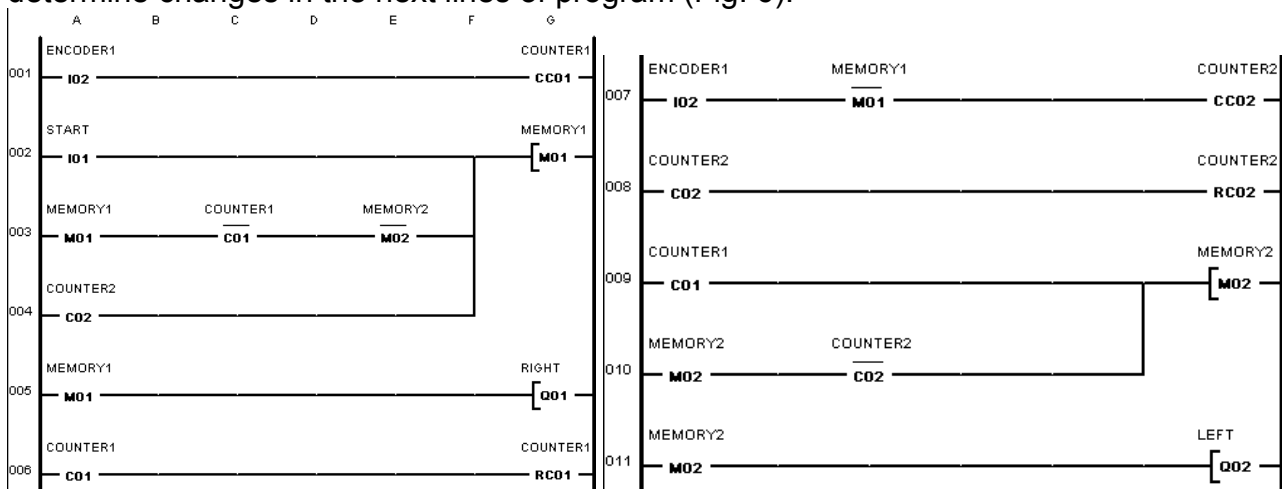 determine changes in the next lines of program (Fig. 6).
A B C D E F G
ENCODER1 COUNTER1
001 I02 CC01
START MEMORY1
002 I01 M01
MEMORY1 COUNTER1 MEMORY2
003 M01 C01 M02
COUNTER2
004 C02
MEMORY1 RIGHT
005 M01 Q01
COUNTER1 COUNTER1
006 C01 RC01
ENCODER1 MEMORY1 COUNTER2
007 I02 M01 CC02
COUNTER2 COUNTER2
008 C02 RC02
COUNTER1 MEMORY2
009 C01 M02
MEMORY2 COUNTER2
010 M02 C02
MEMORY2 LEFT
011 M02 Q02